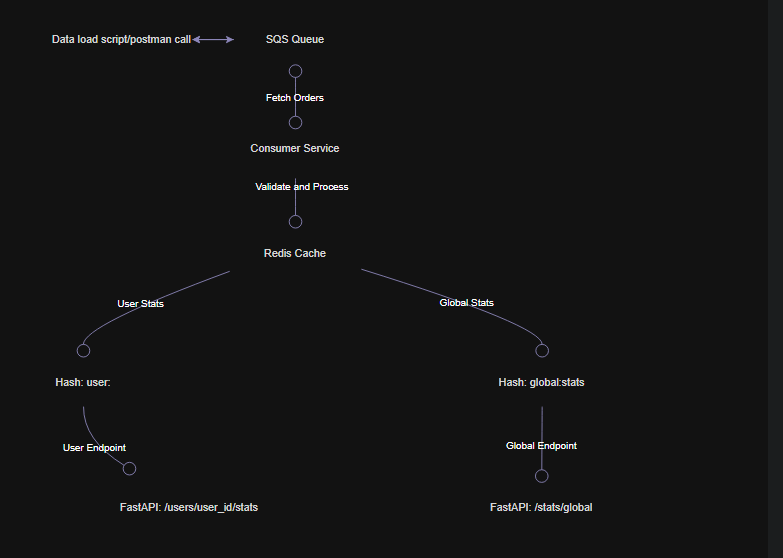 Data load script/postman call
SQS Queue
Fetch Orders
Consumer Service
Validate and Process
Redis Cache
User Stats
Global Stats
Hash: user:
Hash: global:stats
User Endpoint
Global Endpoint
FastAPI: /users/user_id/stats
FastAPI: /stats/global